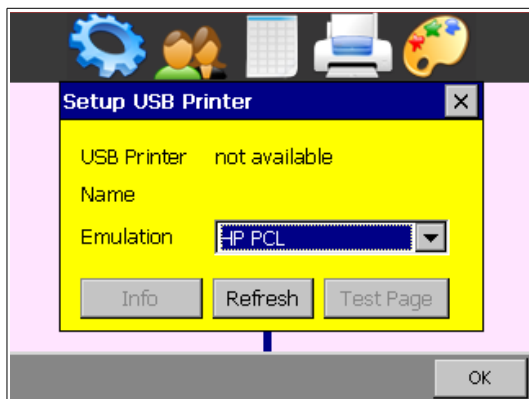 Setup USB Printer
USB Printer not available
Name
Emulation HP PCL
Info Refresh Test Page
OK